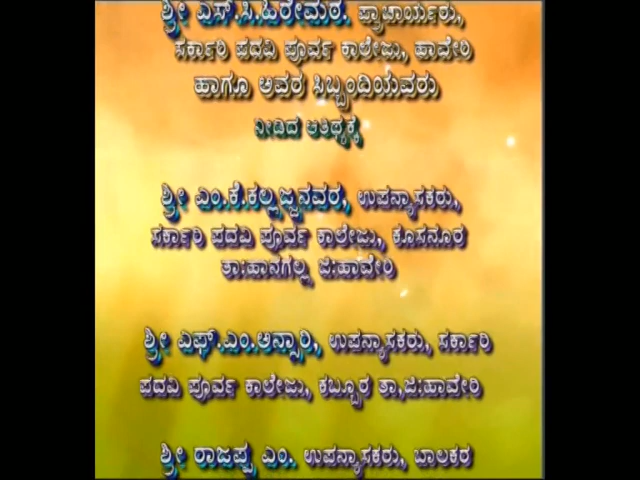 ಶ್ರೀ ಎಸ್.ಸಿ.ಹಿರೇಮಠ. ಪ್ರಾಚಾರ್ಯರು,
ಸರ್ಕಾರಿ ಪದವಿ ಪೂರ್ವ ಕಾಲೇಜು, ಹಾವೇರಿ
ಹಾಗೂ ಅವರ ಸಿಬ್ಬಂದಿಯವರು
ನೀಡಿದ ಆತಿಥ್ಯಕ್ಕೆ
ಶ್ರೀ ಎಂ.ಕೆ.ಕಲ್ಲಜ್ಜನವರ, ಉಪನ್ಯಾಸಕರು,
ಸರ್ಕಾರಿ ಪದವಿ ಪೂರ್ವ ಕಾಲೇಜು, ಕೂಸನೂರ
ತಾ:ಹಾನಗಲ್ಲ ಜಿ:ಹಾವೇರಿ
ಶ್ರೀ ಎಫ್.ಎಂ.ಅನ್ಸಾರಿ, ಉಪನ್ಯಾಸಕರು, ಸರ್ಕಾರಿ
ಪದವಿ ಪೂರ್ವ ಕಾಲೇಜು, ಕಬ್ಬೂರ ತಾ,ಜಿ:ಹಾವೇರಿ
ಶ್ರೀ ರಾಜಪ್ಪ ಎಂ. ಉಪನ್ಯಾಸಕರು, ಬಾಲಕರ